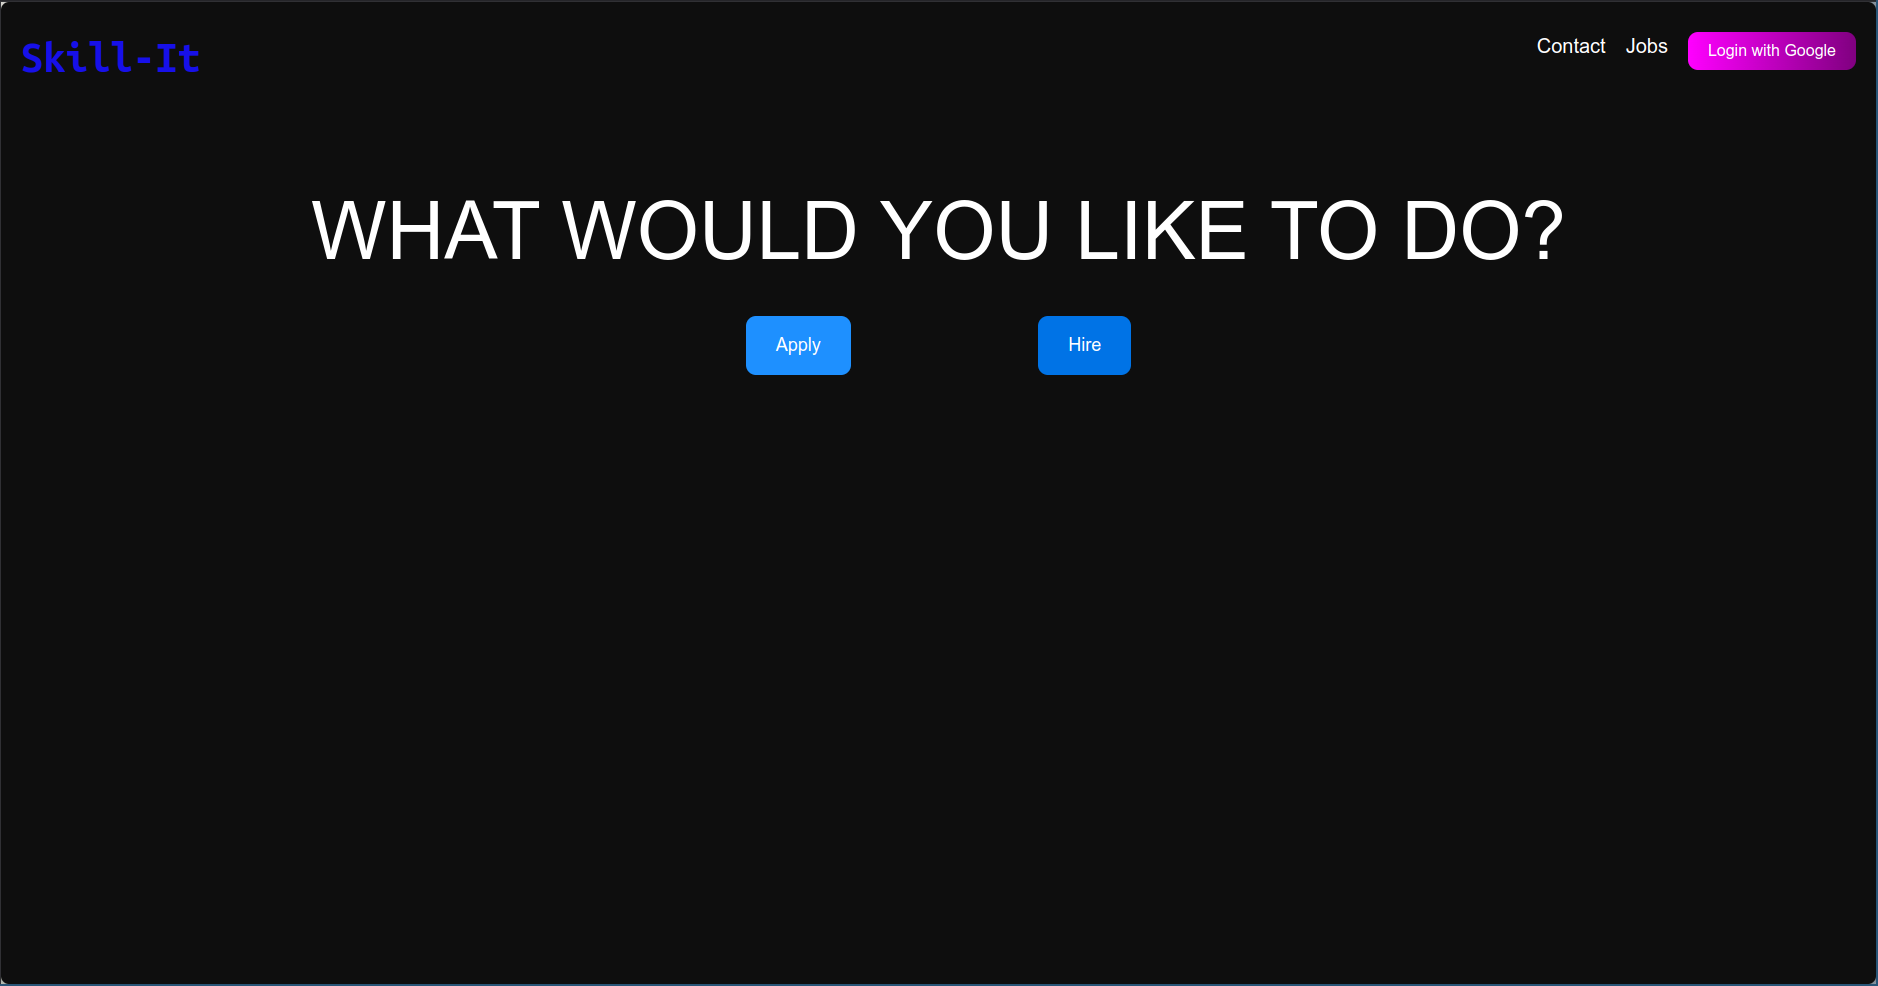 Skill-It
Contact Jobs Login with Google
WHAT WOULD YOU LIKE TO DO?
Apply Hire